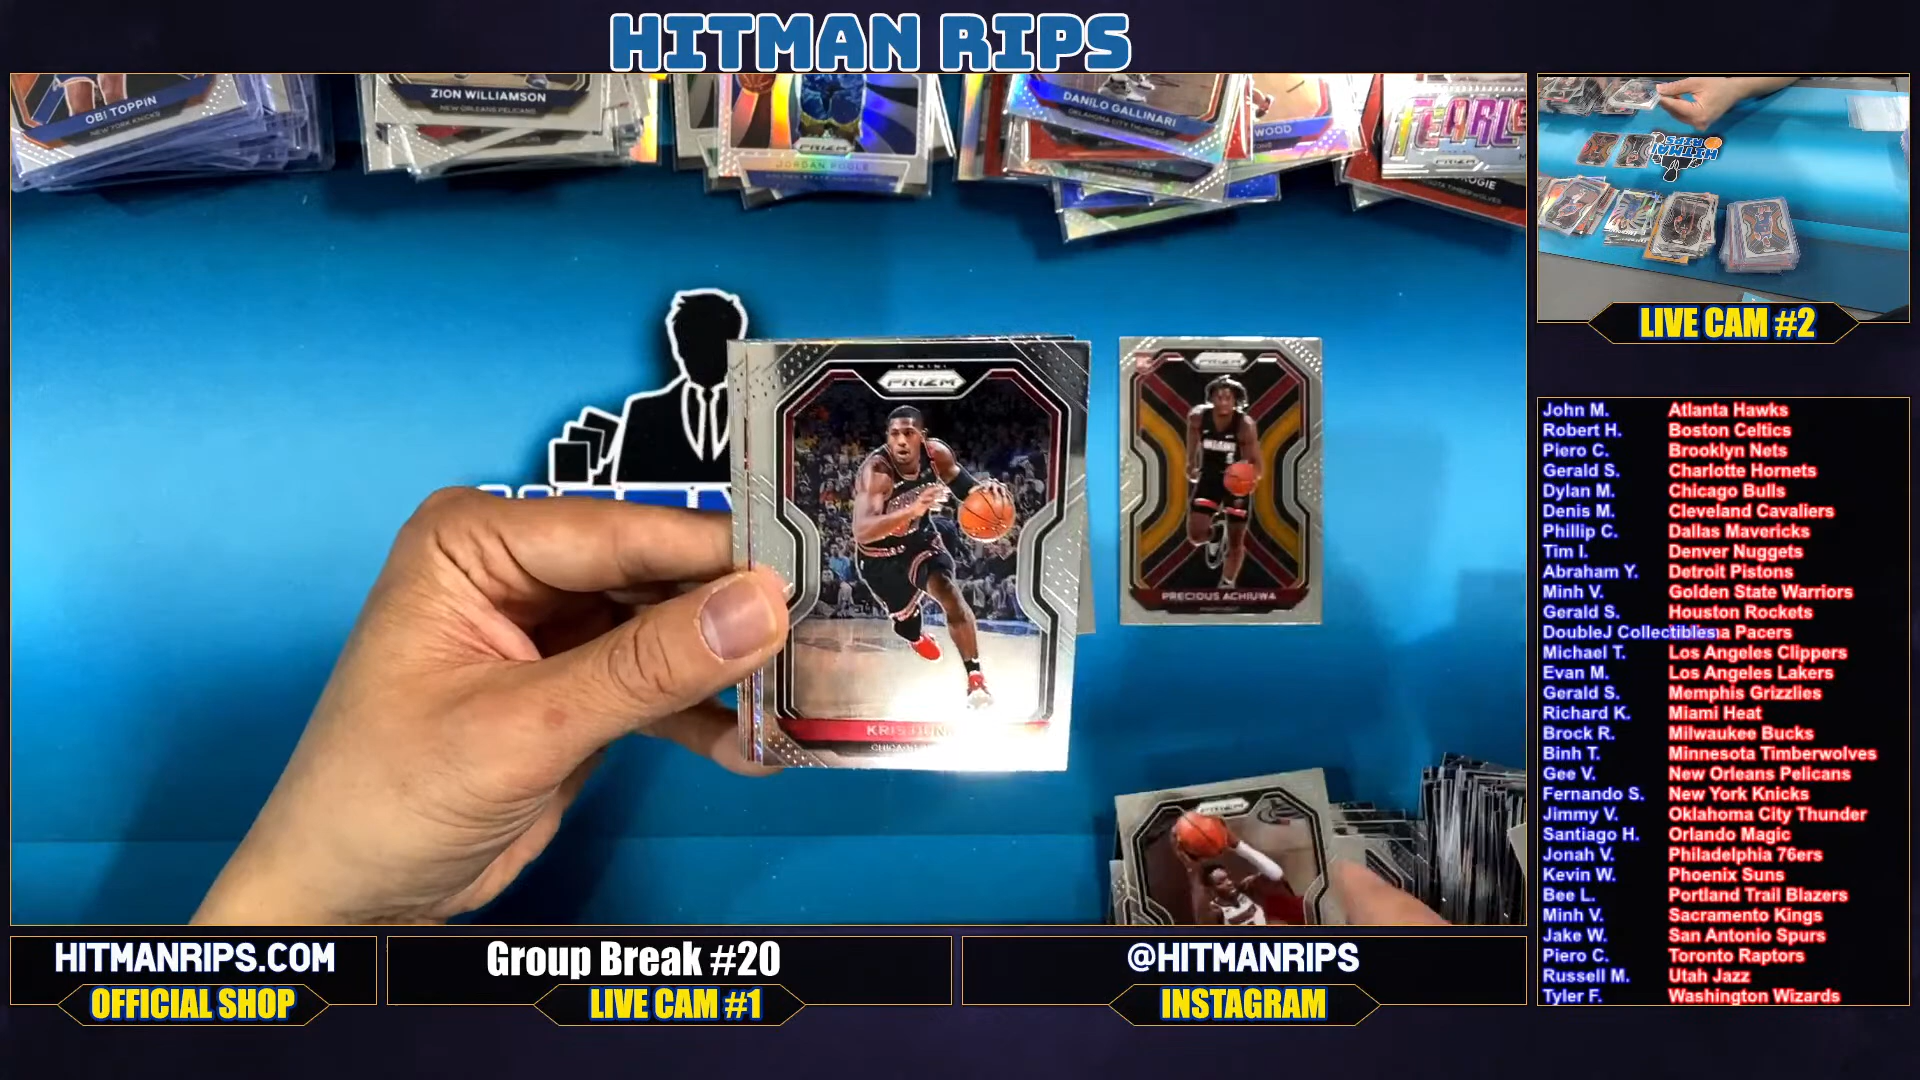 HITMAN RIPS
OBI TOPPIN
NEW YORK KNICKS
ZION WILLIAMSON
NEW ORLEANS PELICANS
PRIZM
JORDAN POOLE
DANILO GALLINARI
OKLAHOMA CITY THUNDER
WOOD
FEARLE
PRIZM
OGIE
PANINI
PRIZM
PRIZM
PRECIOUS ACHIUWA
PRIZM
LIVE CAM #2
John M. Atlanta Hawks
Robert H. Boston Celtics
Piero C. Brooklyn Nets
Gerald S. Charlotte Hornets
Dylan M. Chicago Bulls
Denis M. Cleveland Cavaliers
Phillip C. Dallas Mavericks
Tim I. Denver Nuggets
Abraham Y. Detroit Pistons
Minh V. Golden State Warriors
Gerald S. Houston Rockets
DoubleJ Collectibles Pacers
Michael T. Los Angeles Clippers
Evan M. Los Angeles Lakers
Gerald S. Memphis Grizzlies
Richard K. Miami Heat
Brock R. Milwaukee Bucks
Binh T. Minnesota Timberwolves
Gee V. New Orleans Pelicans
Fernando S. New York Knicks
Jimmy V. Oklahoma City Thunder
Santiago H. Orlando Magic
Jonah V. Philadelphia 76ers
Kevin W. Phoenix Suns
Bee L. Portland Trail Blazers
Minh V. Sacramento Kings
Jake W. San Antonio Spurs
Piero C. Toronto Raptors
Russell M. Utah Jazz
Tyler F. Washington Wizards
HITMANRIPS.COM
OFFICIAL SHOP
Group Break #20
LIVE CAM #1
@HITMANRIPS
INSTAGRAM